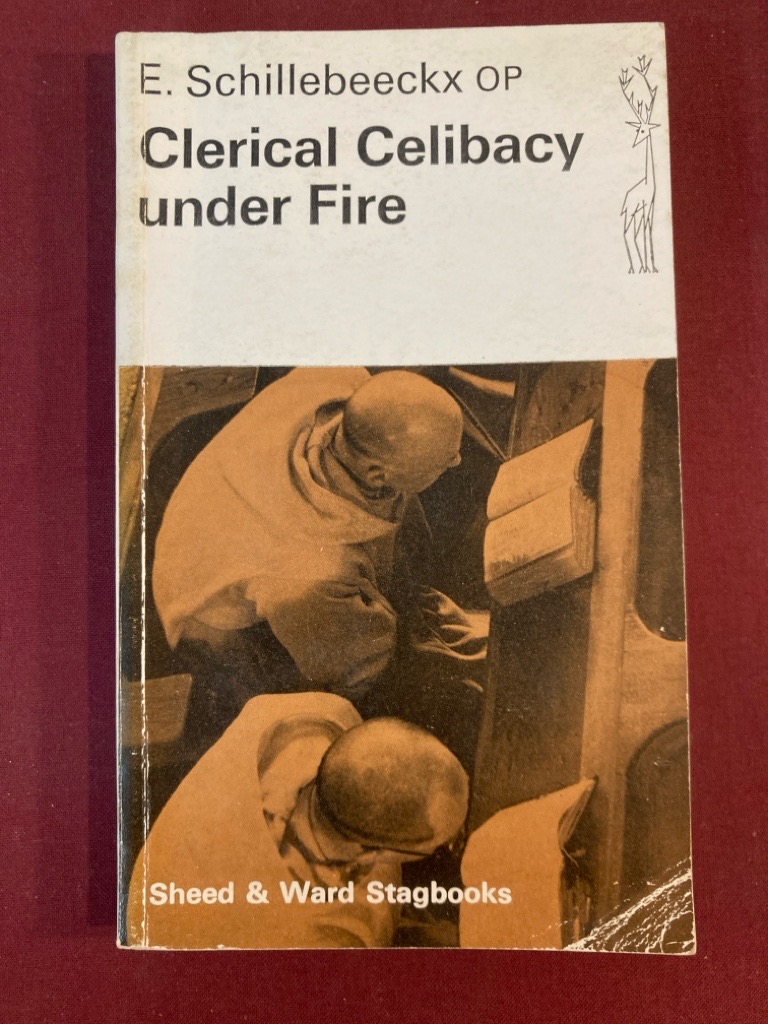 E. Schillebeeckx OP
Clerical Celibacy
under Fire
Sheed & Ward Stagbooks